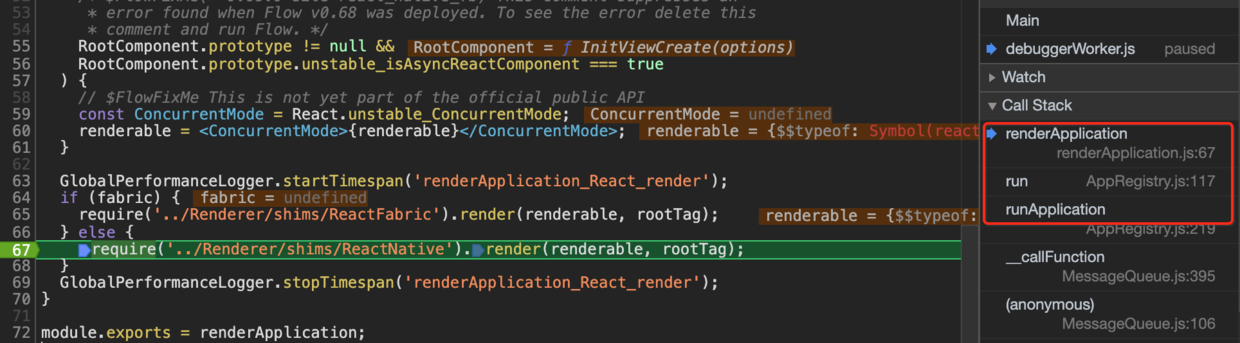 52 * @flow...
53 * error found when Flow v0.68 was deployed. To see the error delete this
54 * comment and run Flow. */
55 RootComponent.prototype != null && RootComponent = ƒ InitViewCreate(options)
56 RootComponent.prototype.unstable_isAsyncReactComponent === true
57 ) {
58 // $FlowFixMe This is not yet part of the official public API
59 const ConcurrentMode = React.unstable_ConcurrentMode; ConcurrentMode = undefined
60 renderable = <ConcurrentMode>{renderable}</ConcurrentMode>; renderable = {$$typeof: Symbol(react
61 }
62
63 GlobalPerformanceLogger.startTimespan('renderApplication_React_render');
64 if (fabric) { fabric = undefined
65 require('../Renderer/shims/ReactFabric').render(renderable, rootTag); renderable = {$$typeof:
66 } else {
67 require('../Renderer/shims/ReactNative').render(renderable, rootTag);
68 }
69 GlobalPerformanceLogger.stopTimespan('renderApplication_React_render');
70 }
71
72 module.exports = renderApplication;
Main
debuggerWorker.js paused
Watch
Call Stack
renderApplication
renderApplication.js:67
run AppRegistry.js:117
runApplication
AppRegistry.js:219
__callFunction
MessageQueue.js:395
(anonymous)
MessageQueue.js:106